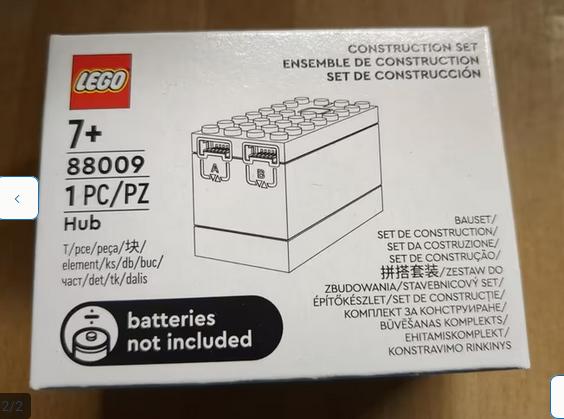 CONSTRUCTION SET
ENSEMBLE DE CONSTRUCTION
SET DE CONSTRUCCIÓN
LEGO
7+
88009
1 PC/PZ
Hub
T/pce/peça/块/
element/ks/db/buc/
част/det/tk/dalis
A B
batteries
not included
BAUSET/
SET DE CONSTRUCTION/
SET DA COSTRUZIONE/
SET DE CONSTRUÇÃO/
拼搭套装/ZESTAW DO
ZBUDOWANIA/STAVEBNICOVÝ SET/
ÉPÍTŐKÉSZLET/SET DE CONSTRUCȚIE/
КОМПЛЕКТ ЗА КОНСТРУИРАНЕ/
BŪVĒŠANAS KOMPLEKTS/
EHITAMISKOMPLEKT/
KONSTRAVIMO RINKINYS
2/2